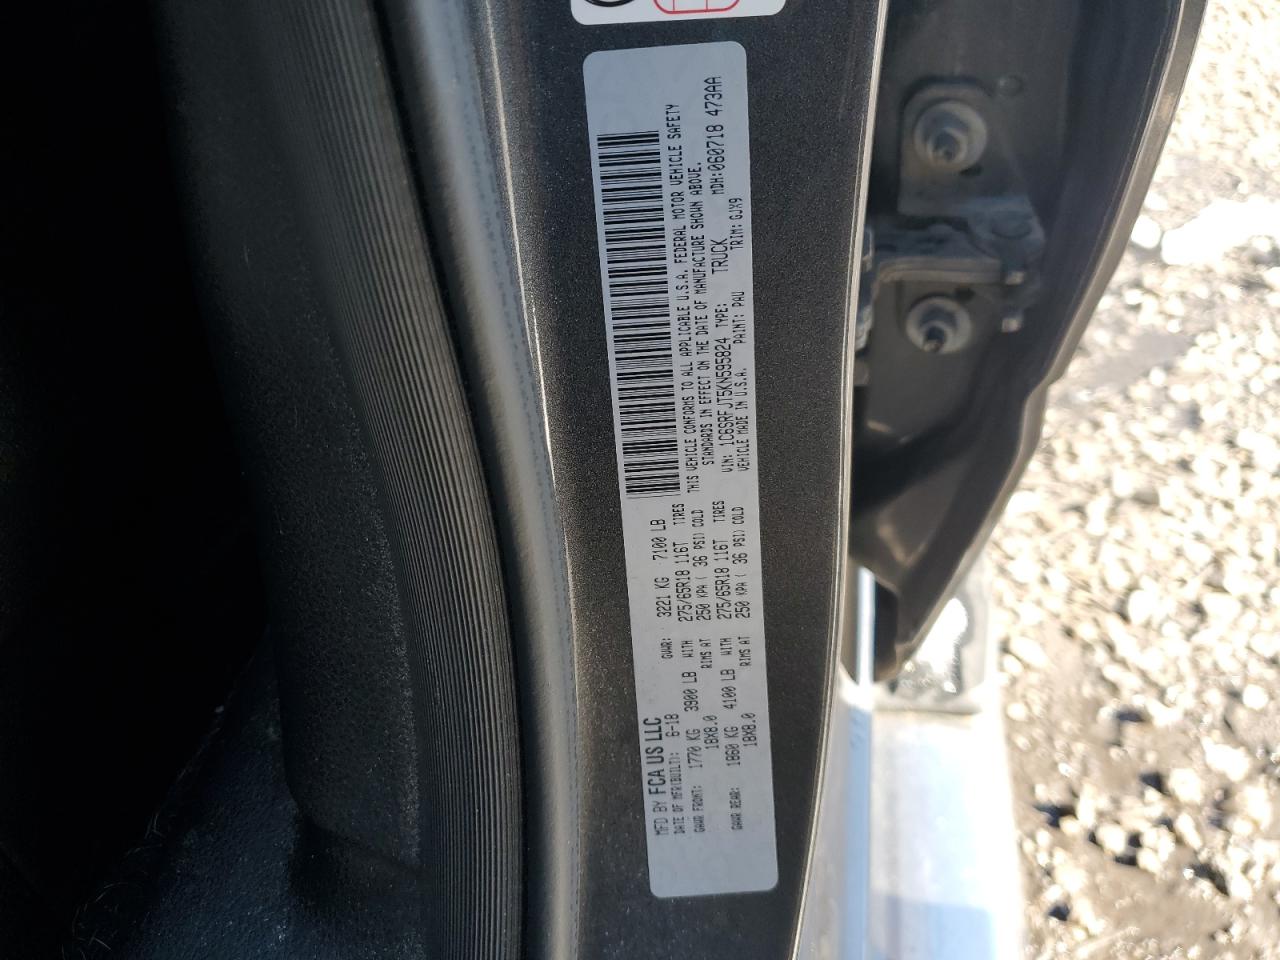 MFD BY FCA US LLC
DATE OF MFR(BUILT): 6-18 GVWR: 3221 KG 7100 LB
GAWR FRONT: 1770 KG 3900 LB WITH 275/65R18 116T TIRES
18X8.0 RIMS AT 250 KPA ( 36 PSI) COLD
GAWR REAR: 1860 KG 4100 LB WITH 275/65R18 116T TIRES
18X8.0 RIMS AT 250 KPA ( 36 PSI) COLD
THIS VEHICLE CONFORMS TO ALL APPLICABLE U.S.A. FEDERAL MOTOR VEHICLE SAFETY
STANDARDS IN EFFECT ON THE DATE OF MANUFACTURE SHOWN ABOVE.
VIN: 1C6SRFJT5KN595824 TYPE: TRUCK MDH:060718 473AA
VEHICLE MADE IN U.S.A. PAINT: PAU TRIM: GJX9